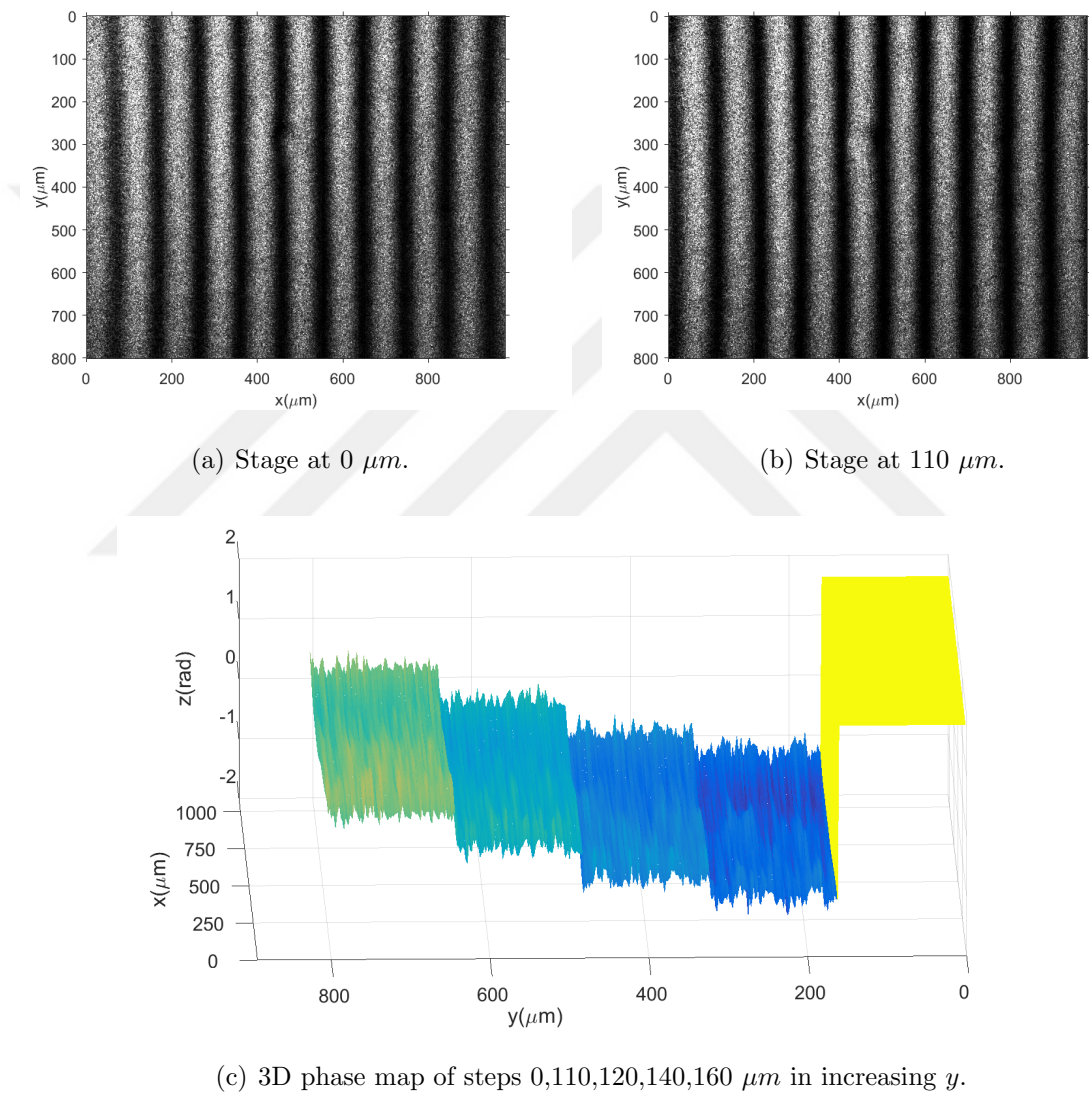 0
100
200
300
400
500
600
700
800
y(μm)
0 200 400 600 800
x(μm)
0
100
200
300
400
500
600
700
800
y(μm)
0 200 400 600 800
x(μm)
(a) Stage at 0 μm.
(b) Stage at 110 μm.
2
1
0
-1
-2
z(rad)
1000
750
500
250
0
x(μm)
800 600 400 200 0
y(μm)
(c) 3D phase map of steps 0,110,120,140,160 μm in increasing y.